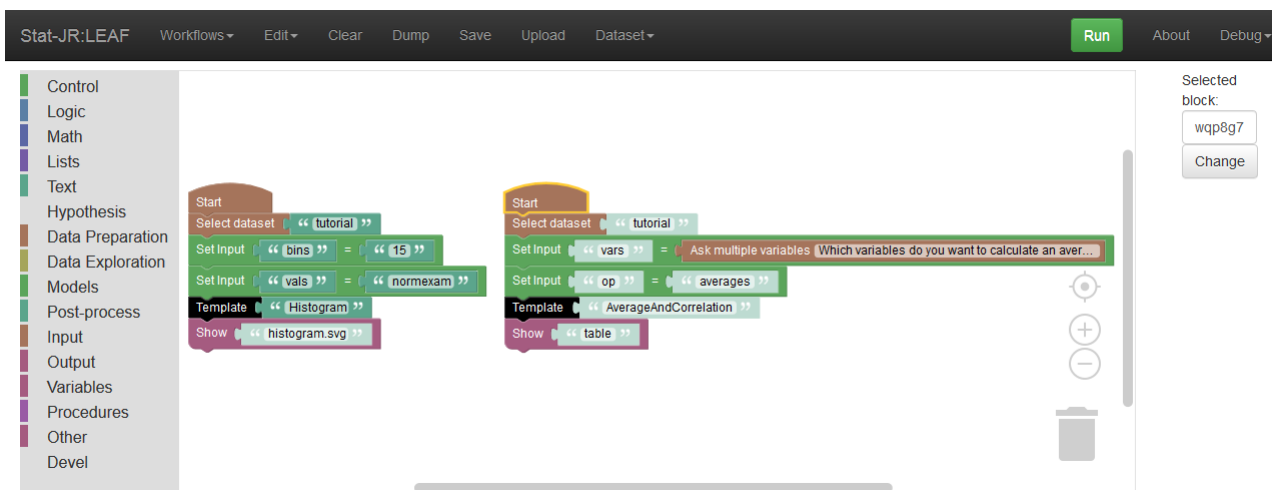 Stat-JR:LEAF Workflows Edit Clear Dump Save Upload Dataset Run About Debug
Control
Logic
Math
Lists
Text
Hypothesis
Data Preparation
Data Exploration
Models
Post-process
Input
Output
Variables
Procedures
Other
Devel
Start
Select dataset “ tutorial ”
Set Input “ bins ” = “ 15 ”
Set Input “ vals ” = “ normexam ”
Template “ Histogram ”
Show “ histogram.svg ”
Start
Select dataset “ tutorial ”
Set Input “ vars ” = Ask multiple variables Which variables do you want to calculate an aver...
Set Input “ op ” = “ averages ”
Template “ AverageAndCorrelation ”
Show “ table ”
Selected
block:
wqp8g7
Change